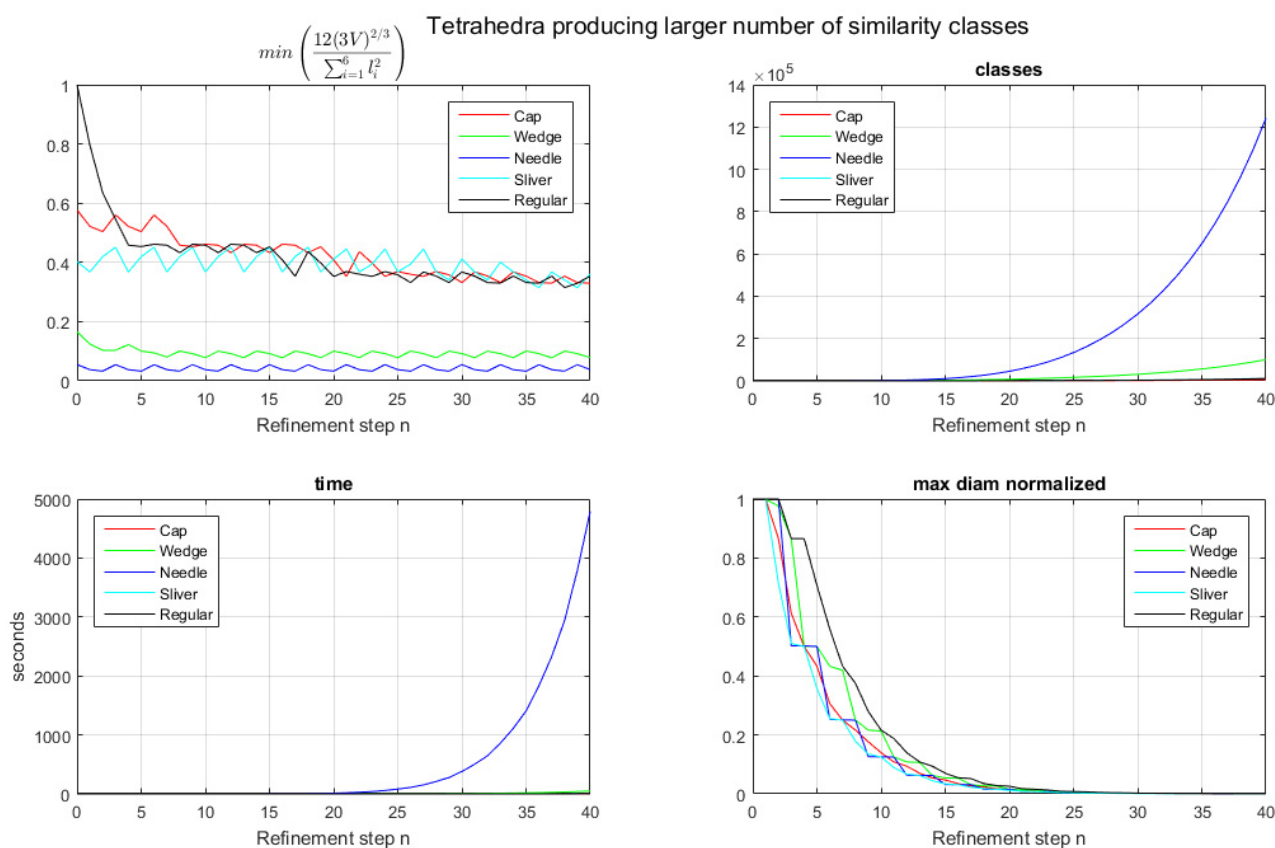 Tetrahedra producing larger number of similarity classes
min (12(3V)^{2/3} / \sum_{i=1}^{6} l_i^2)
1
0.8
0.6
0.4
0.2
0
0 5 10 15 20 25 30 35 40
Refinement step n
Cap
Wedge
Needle
Sliver
Regular
classes
× 10^5
14
12
10
8
6
4
2
0
0 5 10 15 20 25 30 35 40
Refinement step n
Cap
Wedge
Needle
Sliver
Regular
time
seconds
5000
4000
3000
2000
1000
0
0 5 10 15 20 25 30 35 40
Refinement step n
Cap
Wedge
Needle
Sliver
Regular
max diam normalized
1
0.8
0.6
0.4
0.2
0
0 5 10 15 20 25 30 35 40
Refinement step n
Cap
Wedge
Needle
Sliver
Regular